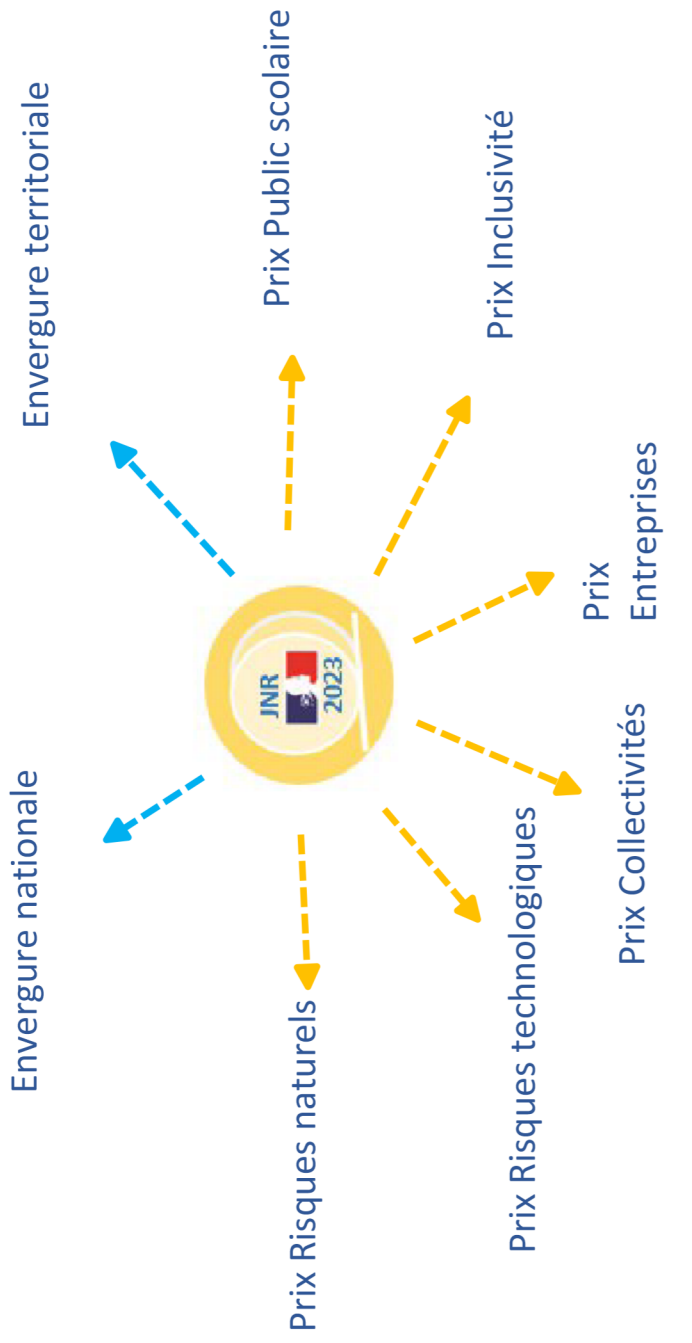 Envergure nationale
Envergure territoriale
JNR
2023
Prix Risques naturels
Prix Public scolaire
Prix Risques technologiques
Prix Inclusivité
Prix Collectivités
Prix
Entreprises